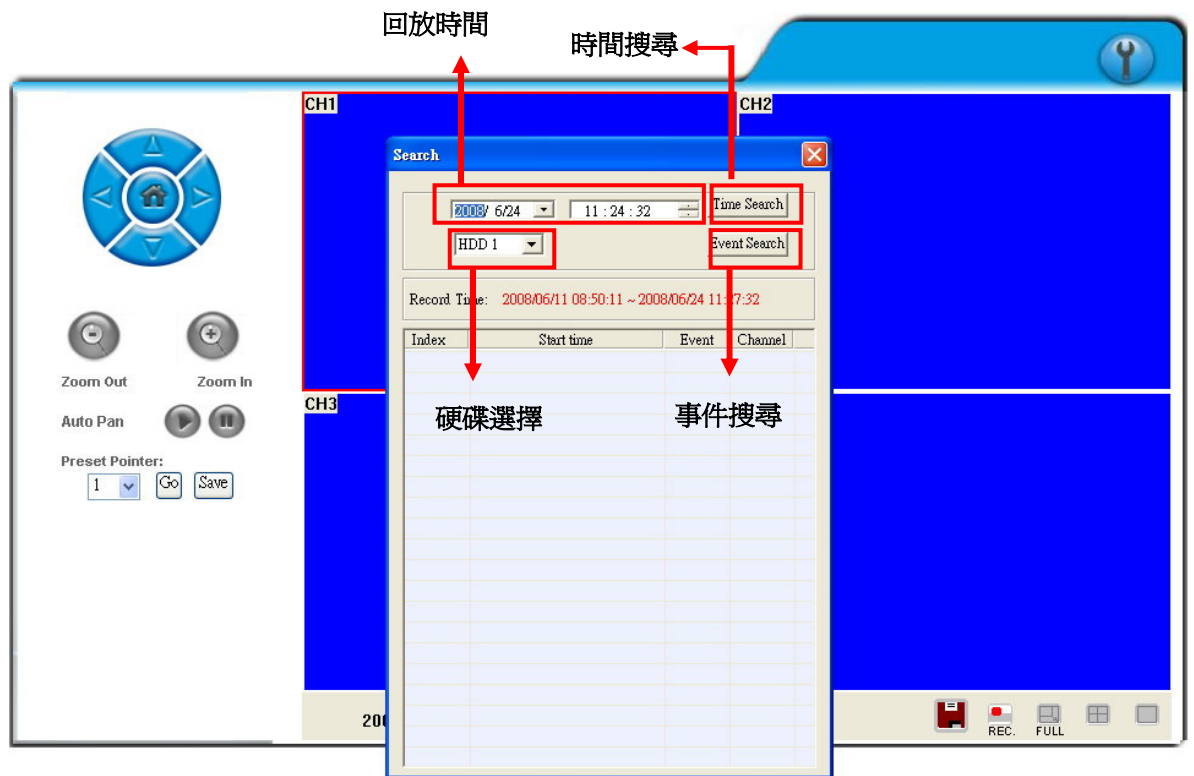 回放時間
時間搜尋
CH1
CH2
Search
2008/ 6/24
11 : 24 : 32
Time Search
HDD 1
Event Search
Record Time: 2008/06/11 08:50:11 ~ 2008/06/24 11:27:32
Index Start time Event Channel
Zoom Out Zoom In
CH3
硬碟選擇
事件搜尋
Auto Pan
Preset Pointer:
1 Go Save
200
REC. FULL